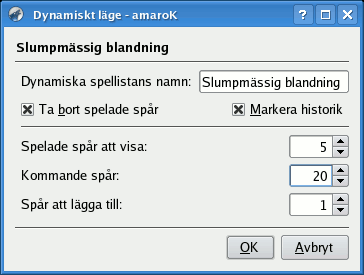 Dynamiskt läge - amaroK
Slumpmässig blandning
Dynamiska spellistans namn: Slumpmässig blandning
Ta bort spelade spår Markera historik
Spelade spår att visa: 5
Kommande spår: 20
Spår att lägga till: 1
OK Avbryt